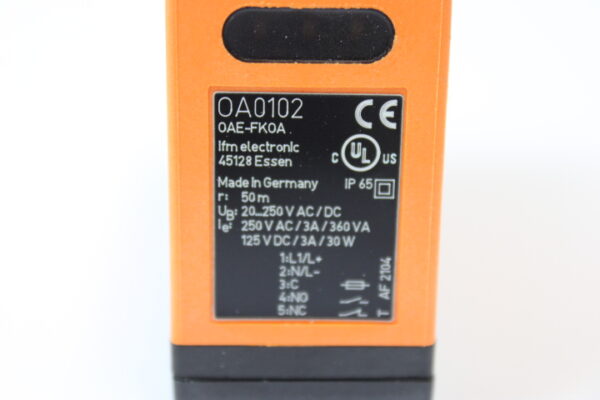 OA0102
OAE-FKOA
ifm electronic
45128 Essen
CE
C UL US
Made in Germany
IP 65
r: 50 m
UB: 20...250 V AC / DC
Ie: 250 V AC / 3A / 360 VA
125 V DC / 3A / 30 W
1:L1/L+
2:N/L-
3:C
4:NO
5:NC
T AF 2104